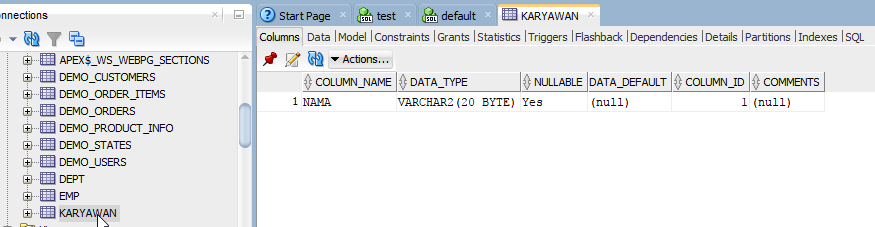 onnections
Start Page test default KARYAWAN
Columns Data Model Constraints Grants Statistics Triggers Flashback Dependencies Details Partitions Indexes SQL
Actions...
COLUMN_NAME DATA_TYPE NULLABLE DATA_DEFAULT COLUMN_ID COMMENTS
1 NAMA VARCHAR2(20 BYTE) Yes (null) 1 (null)
APEX$_WS_WEBPG_SECTIONS
DEMO_CUSTOMERS
DEMO_ORDER_ITEMS
DEMO_ORDERS
DEMO_PRODUCT_INFO
DEMO_STATES
DEMO_USERS
DEPT
EMP
KARYAWAN